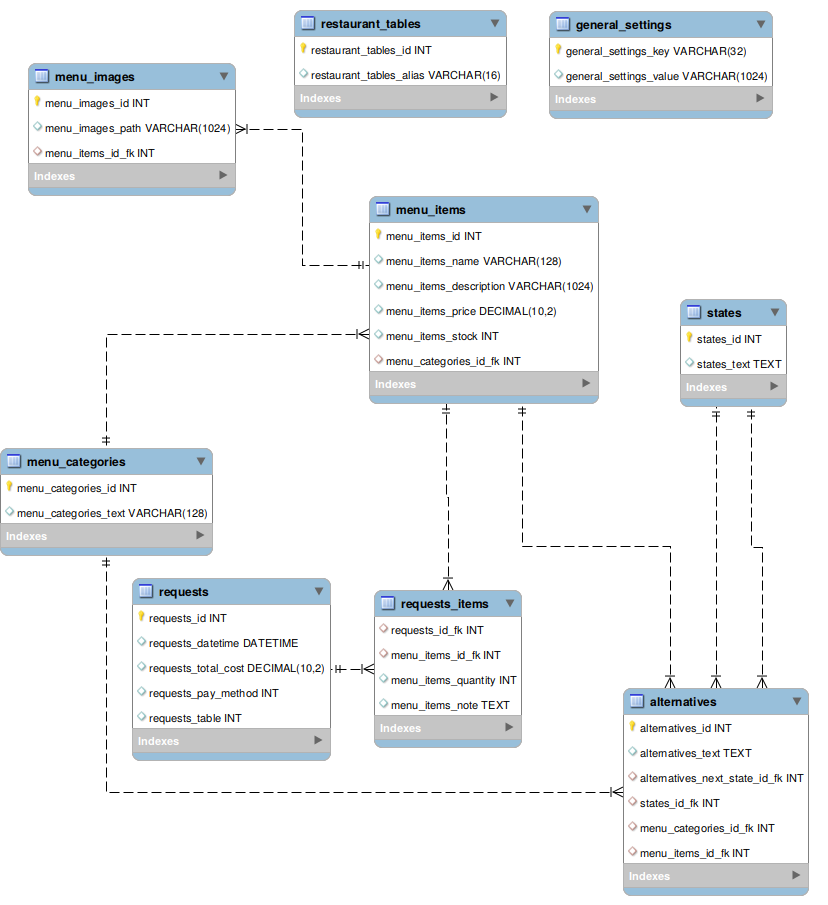 restaurant_tables
restaurant_tables_id INT
restaurant_tables_alias VARCHAR(16)
Indexes
general_settings
general_settings_key VARCHAR(32)
general_settings_value VARCHAR(1024)
Indexes
menu_images
menu_images_id INT
menu_images_path VARCHAR(1024)
menu_items_id_fk INT
Indexes
menu_items
menu_items_id INT
menu_items_name VARCHAR(128)
menu_items_description VARCHAR(1024)
menu_items_price DECIMAL(10,2)
menu_items_stock INT
menu_categories_id_fk INT
Indexes
states
states_id INT
states_text TEXT
Indexes
menu_categories
menu_categories_id INT
menu_categories_text VARCHAR(128)
Indexes
requests
requests_id INT
requests_datetime DATETIME
requests_total_cost DECIMAL(10,2)
requests_pay_method INT
requests_table INT
Indexes
requests_items
requests_id_fk INT
menu_items_id_fk INT
menu_items_quantity INT
menu_items_note TEXT
Indexes
alternatives
alternatives_id INT
alternatives_text TEXT
alternatives_next_state_id_fk INT
states_id_fk INT
menu_categories_id_fk INT
menu_items_id_fk INT
Indexes